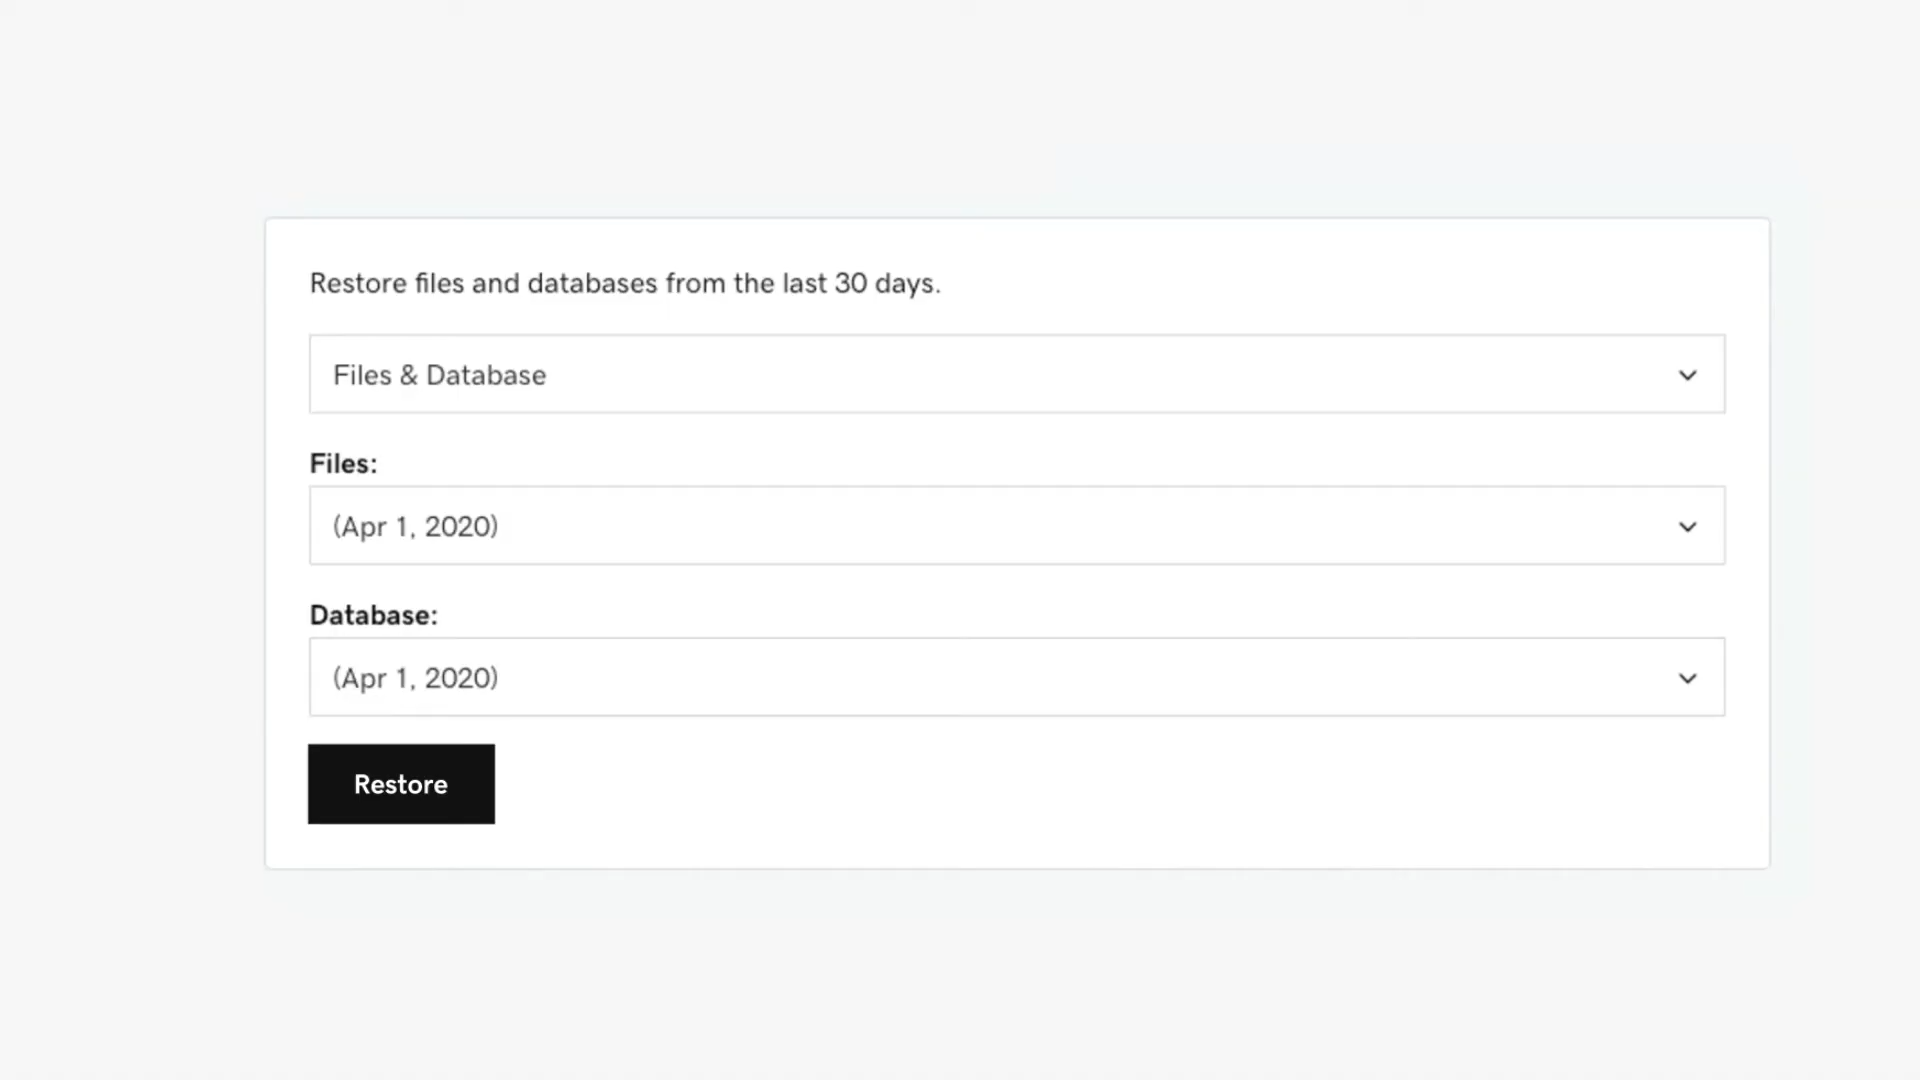 Restore files and databases from the last 30 days.
Files & Database
Files:
(Apr 1, 2020)
Database:
(Apr 1, 2020)
Restore